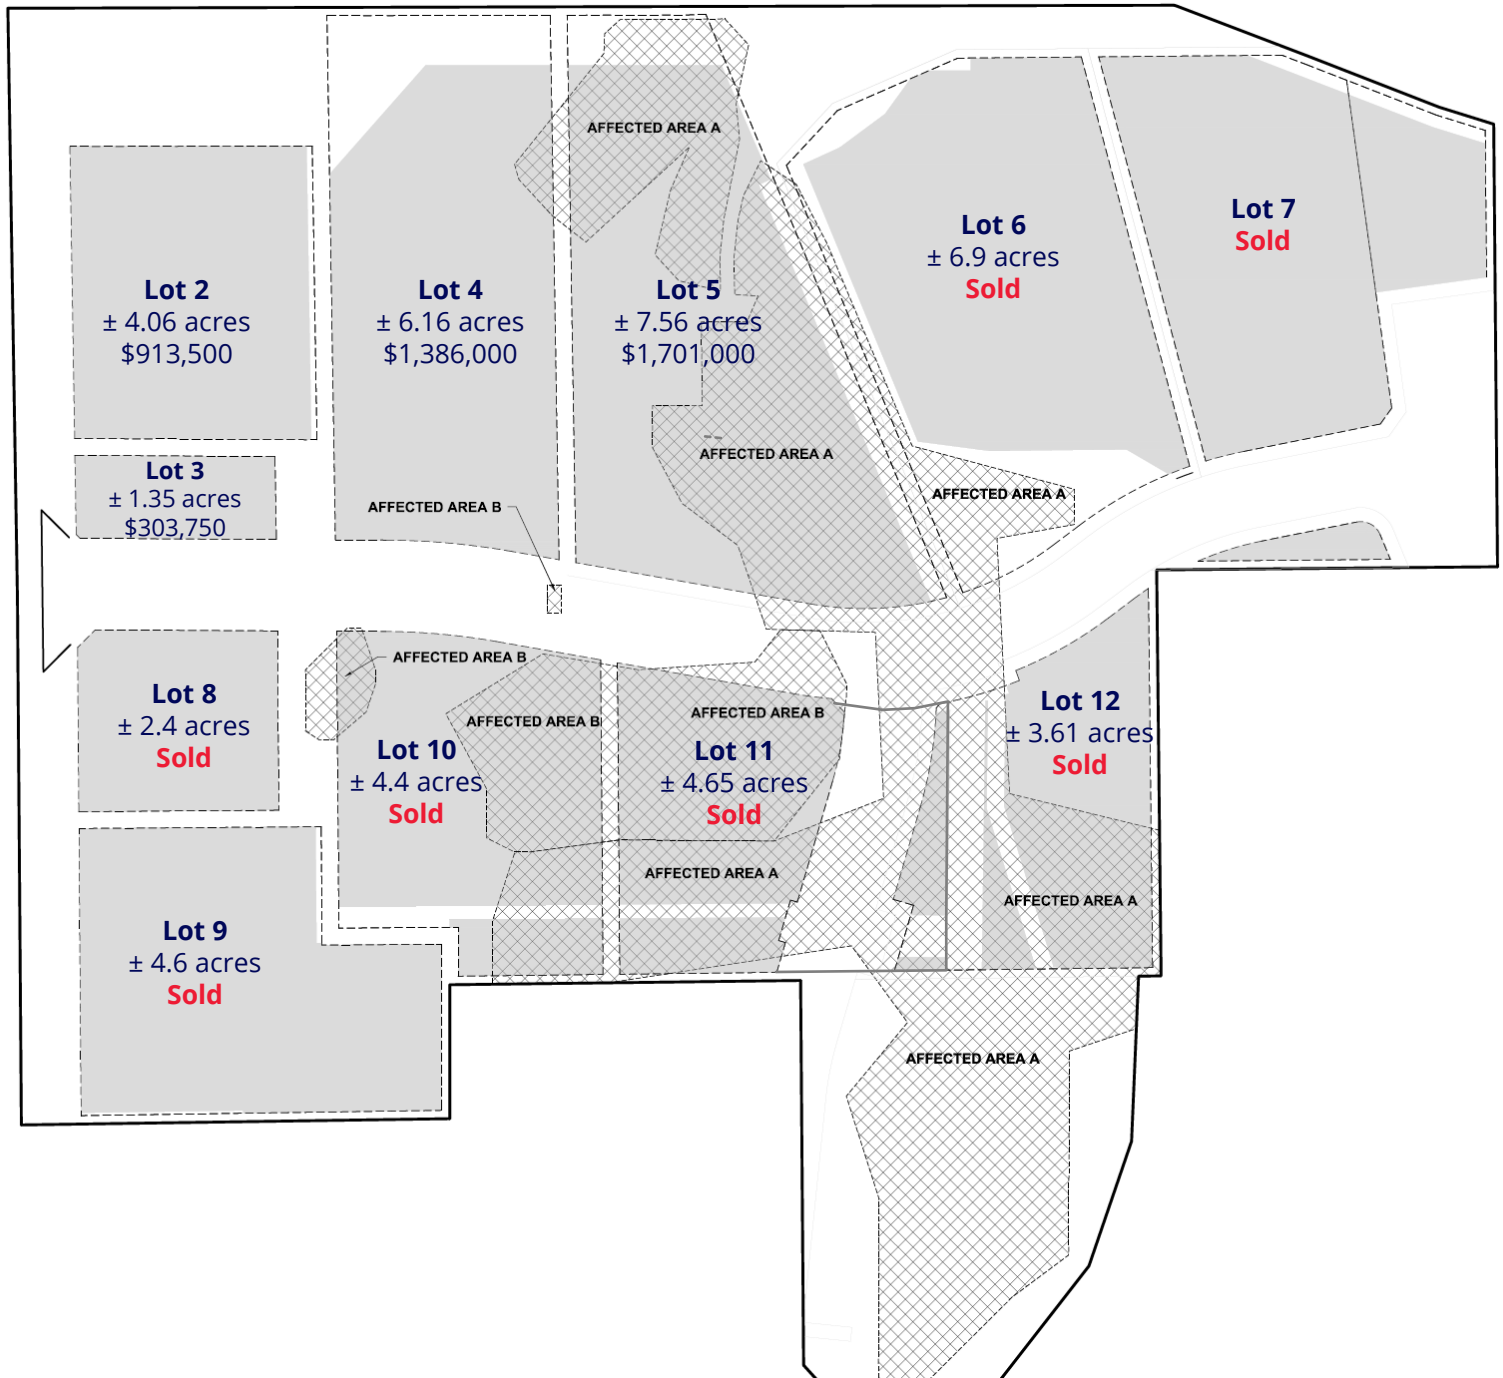 AFFECTED AREA A
Lot 7
Sold
Lot 6
± 6.9 acres
Sold
Lot 2
± 4.06 acres
$913,500
Lot 4
± 6.16 acres
$1,386,000
Lot 5
± 7.56 acres
$1,701,000
AFFECTED AREA A
Lot 3
± 1.35 acres
$303,750
AFFECTED AREA B
AFFECTED AREA A
AFFECTED AREA B
Lot 8
± 2.4 acres
Sold
AFFECTED AREA B
Lot 10
± 4.4 acres
Sold
AFFECTED AREA B
Lot 11
± 4.65 acres
Sold
Lot 12
± 3.61 acres
Sold
AFFECTED AREA A
AFFECTED AREA A
Lot 9
± 4.6 acres
Sold
AFFECTED AREA A